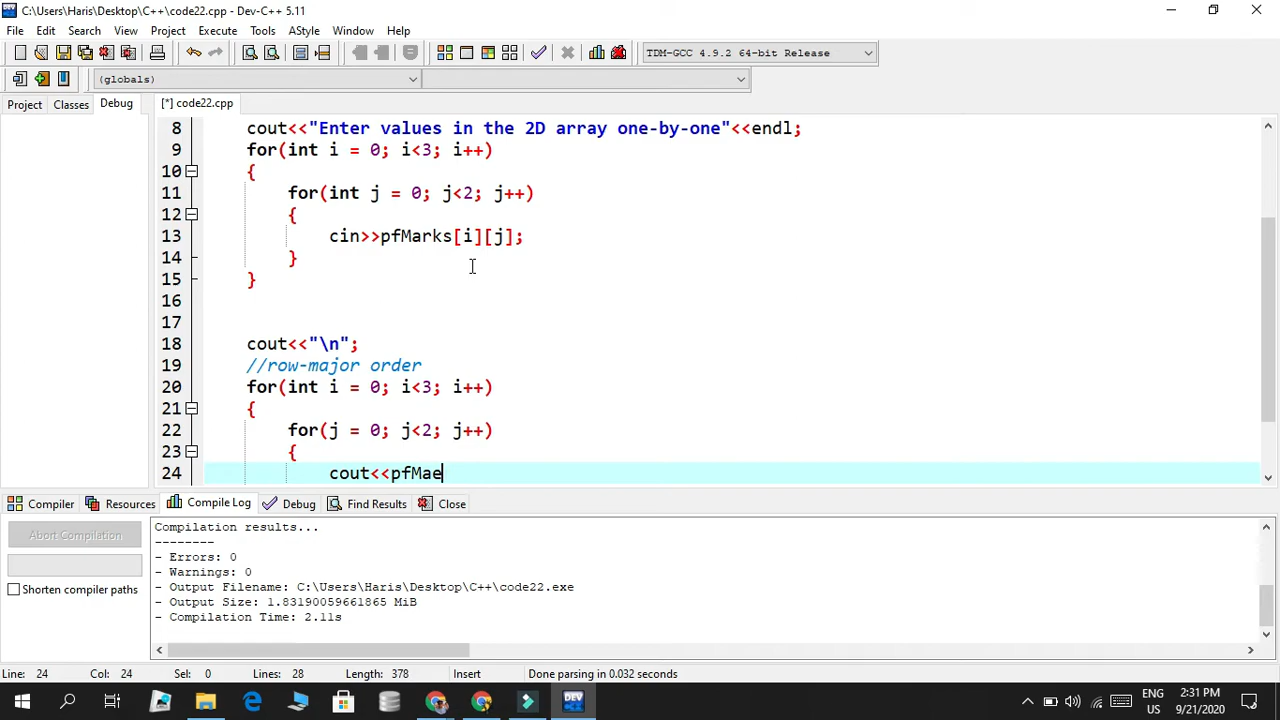 C:\Users\Haris\Desktop\C++\code22.cpp - Dev-C++ 5.11
File Edit Search View Project Execute Tools AStyle Window Help
TDM-GCC 4.9.2 64-bit Release
(globals)
Project Classes Debug [*] code22.cpp
8 cout<<"Enter values in the 2D array one-by-one"<<endl;
9 for(int i = 0; i<3; i++)
10 {
11 for(int j = 0; j<2; j++)
12 {
13 cin>>pfMarks[i][j];
14 }
15 }
16
17
18 cout<<"\n";
19 //row-major order
20 for(int i = 0; i<3; i++)
21 {
22 for(j = 0; j<2; j++)
23 {
24 cout<<pfMae
Compiler Resources Compile Log Debug Find Results Close
Abort Compilation
Shorten compiler paths
Compilation results...
--------
- Errors: 0
- Warnings: 0
- Output Filename: C:\Users\Haris\Desktop\C++\code22.exe
- Output Size: 1.83190059661865 MiB
- Compilation Time: 2.11s
Line: 24 Col: 24 Sel: 0 Lines: 28 Length: 378 Insert Done parsing in 0.032 seconds
DEV
ENG
US
2:31 PM
9/21/2020